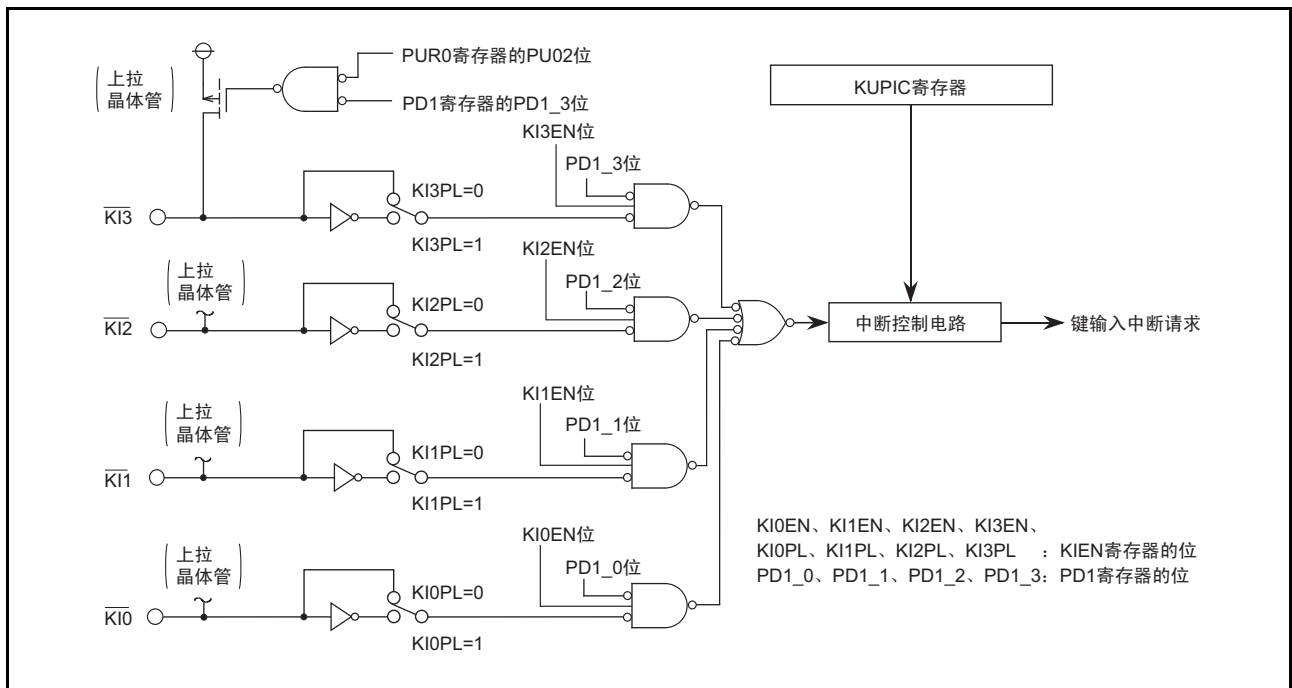 上拉
晶体管
PUR0寄存器的PU02位
PD1寄存器的PD1_3位
KUPIC寄存器
KI3EN位
PD1_3位
KI3PL=0
KI3
KI3PL=1
上拉
晶体管
KI2EN位
PD1_2位
KI2PL=0
KI2
KI2PL=1
中断控制电路
键输入中断请求
上拉
晶体管
KI1EN位
PD1_1位
KI1PL=0
KI1
KI1PL=1
上拉
晶体管
KI0EN位
PD1_0位
KI0PL=0
KI0
KI0PL=1
KI0EN、KI1EN、KI2EN、KI3EN、
KI0PL、KI1PL、KI2PL、KI3PL ：KIEN寄存器的位
PD1_0、PD1_1、PD1_2、PD1_3：PD1寄存器的位